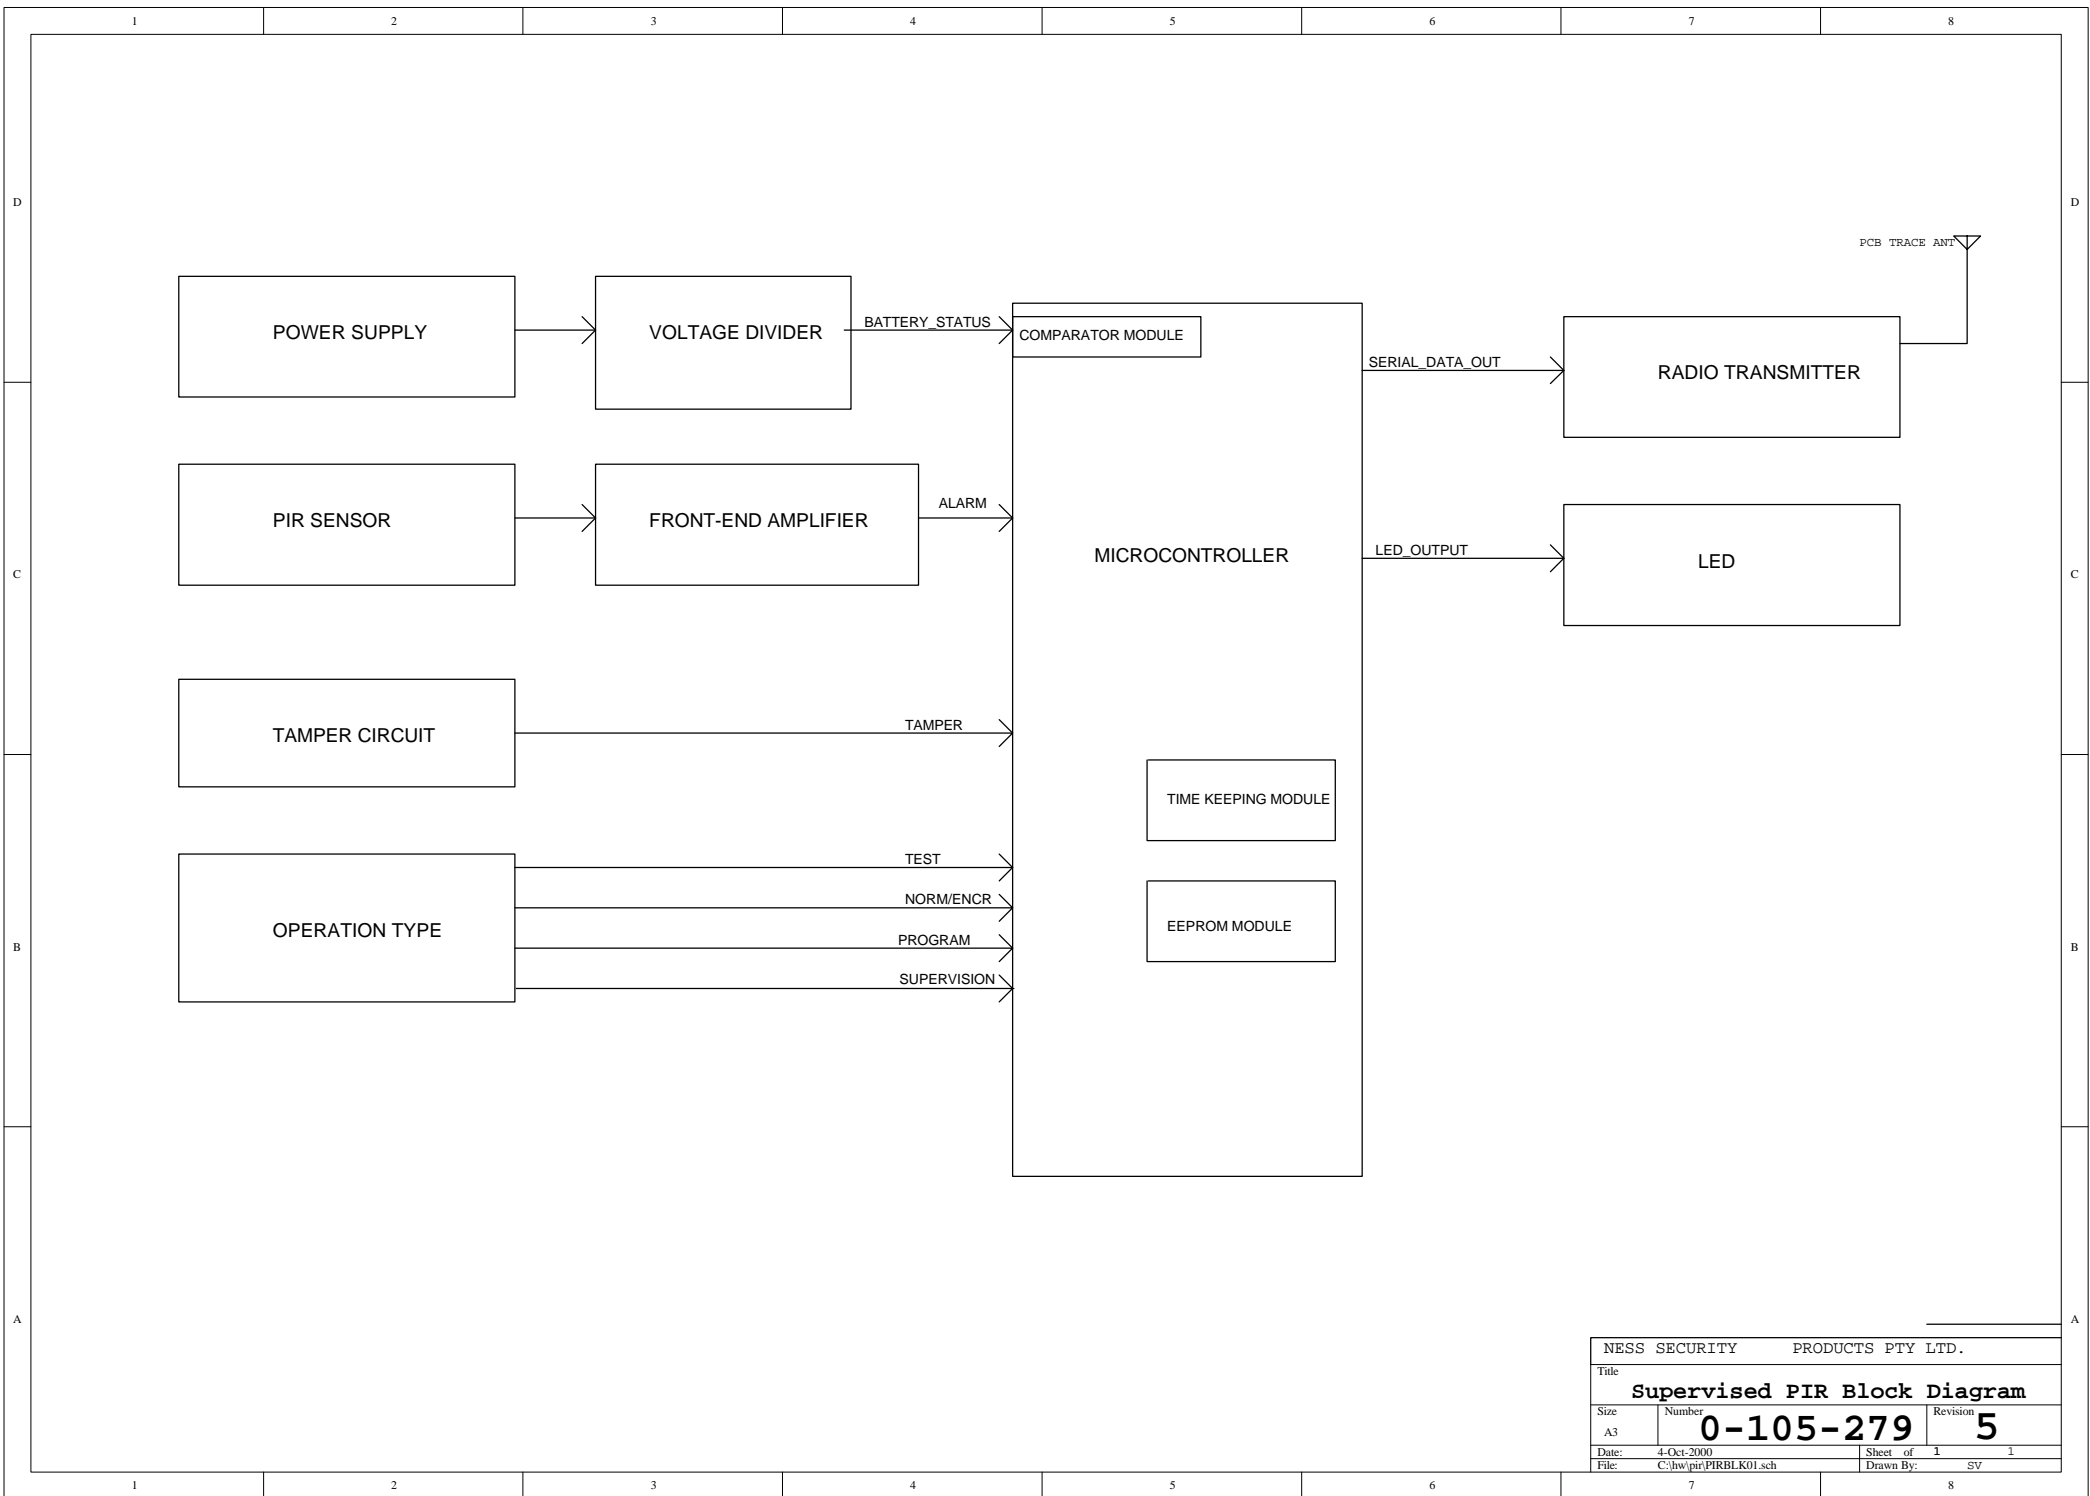 1 2 3 4 5 6 7 8
D D
PCB TRACE ANT
POWER SUPPLY
VOLTAGE DIVIDER
BATTERY_STATUS
COMPARATOR MODULE
SERIAL_DATA_OUT
RADIO TRANSMITTER
PIR SENSOR
FRONT-END AMPLIFIER
ALARM
MICROCONTROLLER
LED_OUTPUT
LED
C C
TAMPER CIRCUIT
TAMPER
TIME KEEPING MODULE
OPERATION TYPE
TEST
NORM/ENCR
PROGRAM
SUPERVISION
EEPROM MODULE
B B
A A
NESS SECURITY PRODUCTS PTY LTD.
Title
Supervised PIR Block Diagram
Size Number Revision
A3 0-105-279 5
Date: 4-Oct-2000 Sheet of 1 1
File: C:\hw\pir\PIRBLK01.sch Drawn By: SV
1 2 3 4 5 6 7 8